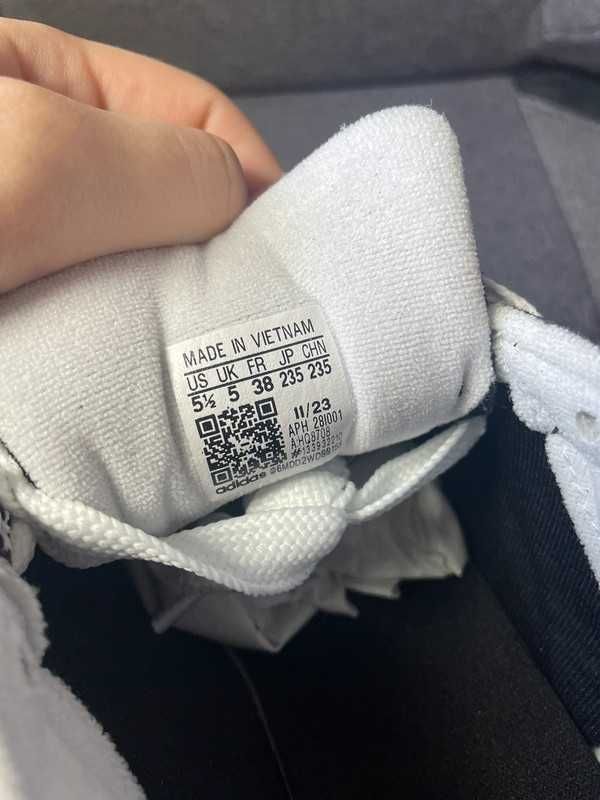 MADE IN VIETNAM
US UK FR JP CHN
5½ 5 38 235 235
11/23
APH 281001
HQ8708
adidas